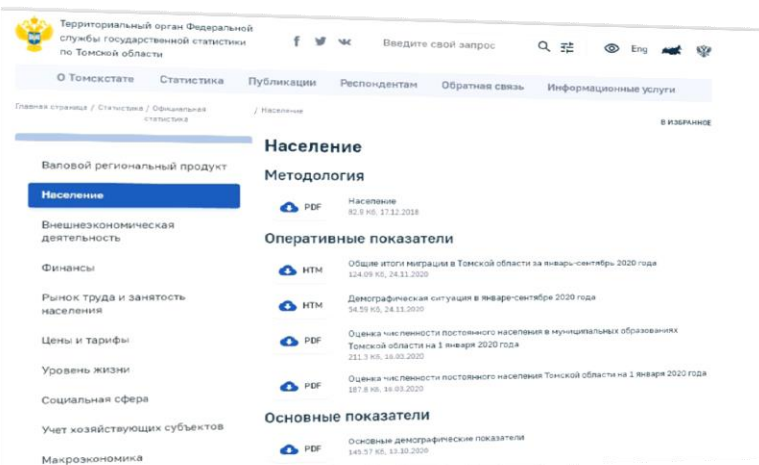 Территориальный орган Федеральной
службы государственной статистики
по Томской области
Введите свой запрос
Eng
О Томскстате Статистика Публикации Респондентам Обратная связь Информационные услуги
Главная страница / Статистика / Официальная статистика / Население
В ИЗБРАННОЕ
Население
Методология
PDF Население
82.9 Кб, 17.12.2018
Оперативные показатели
HTM Общие итоги миграции в Томской области за январь-сентябрь 2020 года
124.09 Кб, 24.11.2020
HTM Демографическая ситуация в январе-сентябре 2020 года
34.59 Кб, 24.11.2020
PDF Оценка численности постоянного населения в муниципальных образованиях
Томской области на 1 января 2020 года
211.3 Кб, 16.03.2020
PDF Оценка численности постоянного населения Томской области на 1 января 2020 года
187.8 Кб, 16.03.2020
Основные показатели
PDF Основные демографические показатели
145.57 Кб, 13.10.2020
Валовой региональный продукт
Население
Внешнеэкономическая
деятельность
Финансы
Рынок труда и занятость
населения
Цены и тарифы
Уровень жизни
Социальная сфера
Учет хозяйствующих субъектов
Макроэкономика